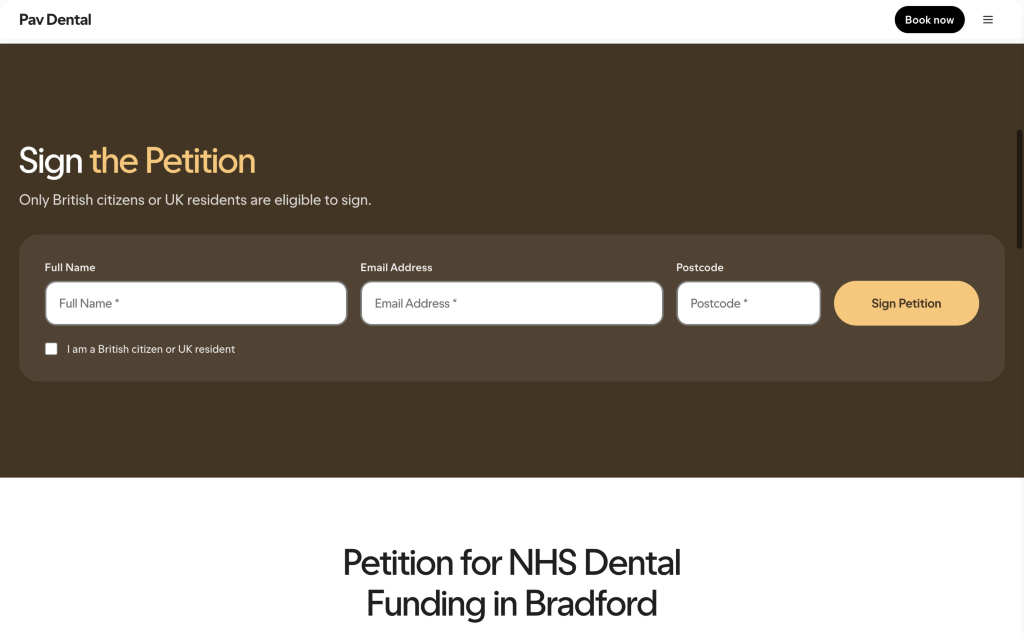 Pav Dental
Book now
Sign the Petition
Only British citizens or UK residents are eligible to sign.
Full Name
Email Address
Postcode
Full Name *
Email Address *
Postcode *
Sign Petition
I am a British citizen or UK resident
Petition for NHS Dental
Funding in Bradford